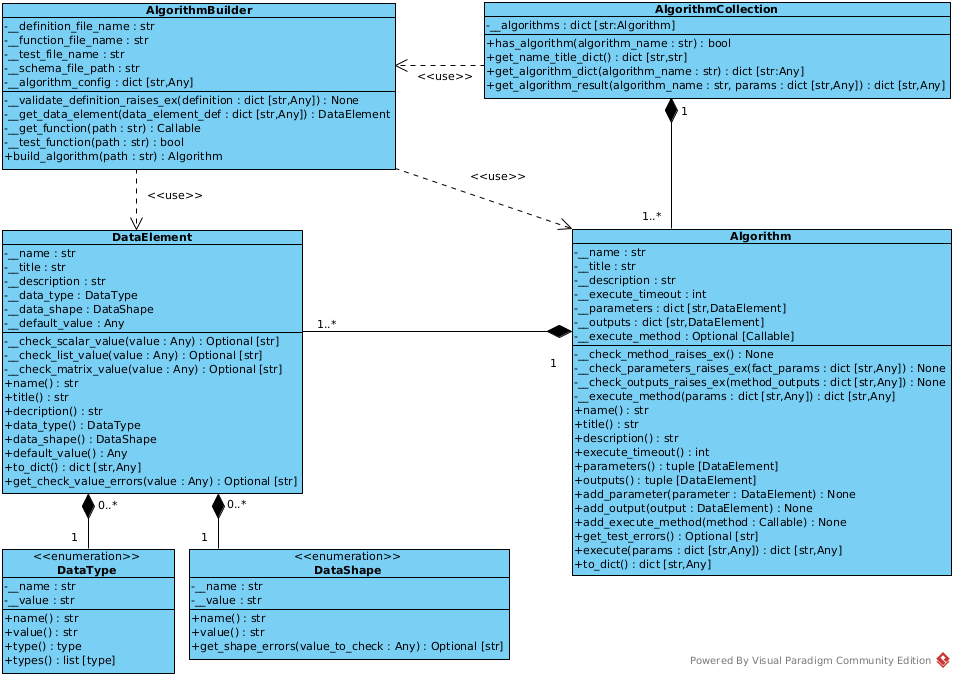 AlgorithmBuilder
-__definition_file_name : str
-__function_file_name : str
-__test_file_name : str
-__schema_file_path : str
-__algorithm_config : dict [str,Any]
-__validate_definition_raises_ex(definition : dict [str,Any]) : None
-__get_data_element(data_element_def : dict [str,Any]) : DataElement
-__get_function(path : str) : Callable
-__test_function(path : str) : bool
+build_algorithm(path : str) : Algorithm
AlgorithmCollection
-__algorithms : dict [str:Algorithm]
+has_algorithm(algorithm_name : str) : bool
+get_name_title_dict() : dict [str,str]
+get_algorithm_dict(algorithm_name : str) : dict [str:Any]
+get_algorithm_result(algorithm_name : str, params : dict [str,Any]) : dict [str,Any]
<<use>>
1
<<use>>
<<use>>
1..*
DataElement
-__name : str
-__title : str
-__description : str
-__data_type : DataType
-__data_shape : DataShape
-__default_value : Any
-__check_scalar_value(value : Any) : Optional [str]
-__check_list_value(value : Any) : Optional [str]
-__check_matrix_value(value : Any) : Optional [str]
+name() : str
+title() : str
+decription() : str
+data_type() : DataType
+data_shape() : DataShape
+default_value() : Any
+to_dict() : dict [str,Any]
+get_check_value_errors(value : Any) : Optional [str]
1..*
1
Algorithm
-__name : str
-__title : str
-__description : str
-__execute_timeout : int
-__parameters : dict [str,DataElement]
-__outputs : dict [str,DataElement]
-__execute_method : Optional [Callable]
-__check_method_raises_ex() : None
-__check_parameters_raises_ex(fact_params : dict [str,Any]) : None
-__check_outputs_raises_ex(method_outputs : dict [str,Any]) : None
-__execute_method(params : dict [str,Any]) : dict [str,Any]
+name() : str
+title() : str
+description() : str
+execute_timeout() : int
+parameters() : tuple [DataElement]
+outputs() : tuple [DataElement]
+add_parameter(parameter : DataElement) : None
+add_output(output : DataElement) : None
+add_execute_method(method : Callable) : None
+get_test_errors() : Optional [str]
+execute(params : dict [str,Any]) : dict [str,Any]
+to_dict() : dict [str,Any]
0..*
0..*
1
1
<<enumeration>>
DataType
-__name : str
-__value : str
+name() : str
+value() : str
+type() : type
+types() : list [type]
<<enumeration>>
DataShape
-__name : str
-__value : str
+name() : str
+value() : str
+get_shape_errors(value_to_check : Any) : Optional [str]
Powered By Visual Paradigm Community Edition